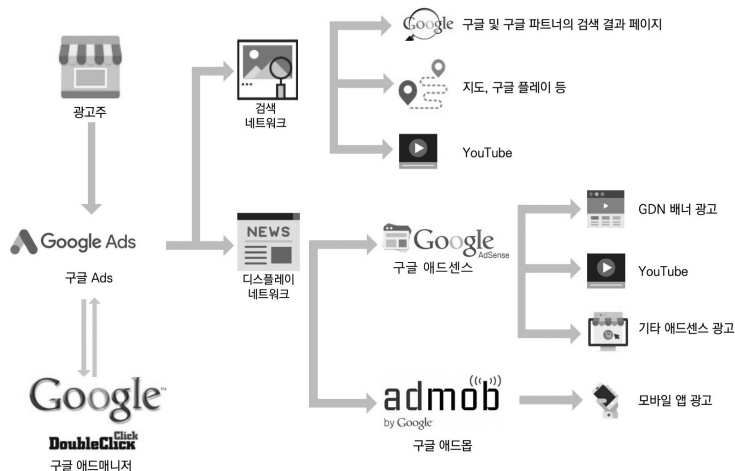 광고주
Google Ads
구글 Ads
Google™
DoubleClick
Click
구글 애드매니저
검색
네트워크
NEWS
디스플레이
네트워크
Google 구글 및 구글 파트너의 검색 결과 페이지
지도, 구글 플레이 등
YouTube
Google
AdSense
구글 애드센스
admob
by Google
구글 애드몹
GDN 배너 광고
YouTube
기타 애드센스 광고
모바일 앱 광고